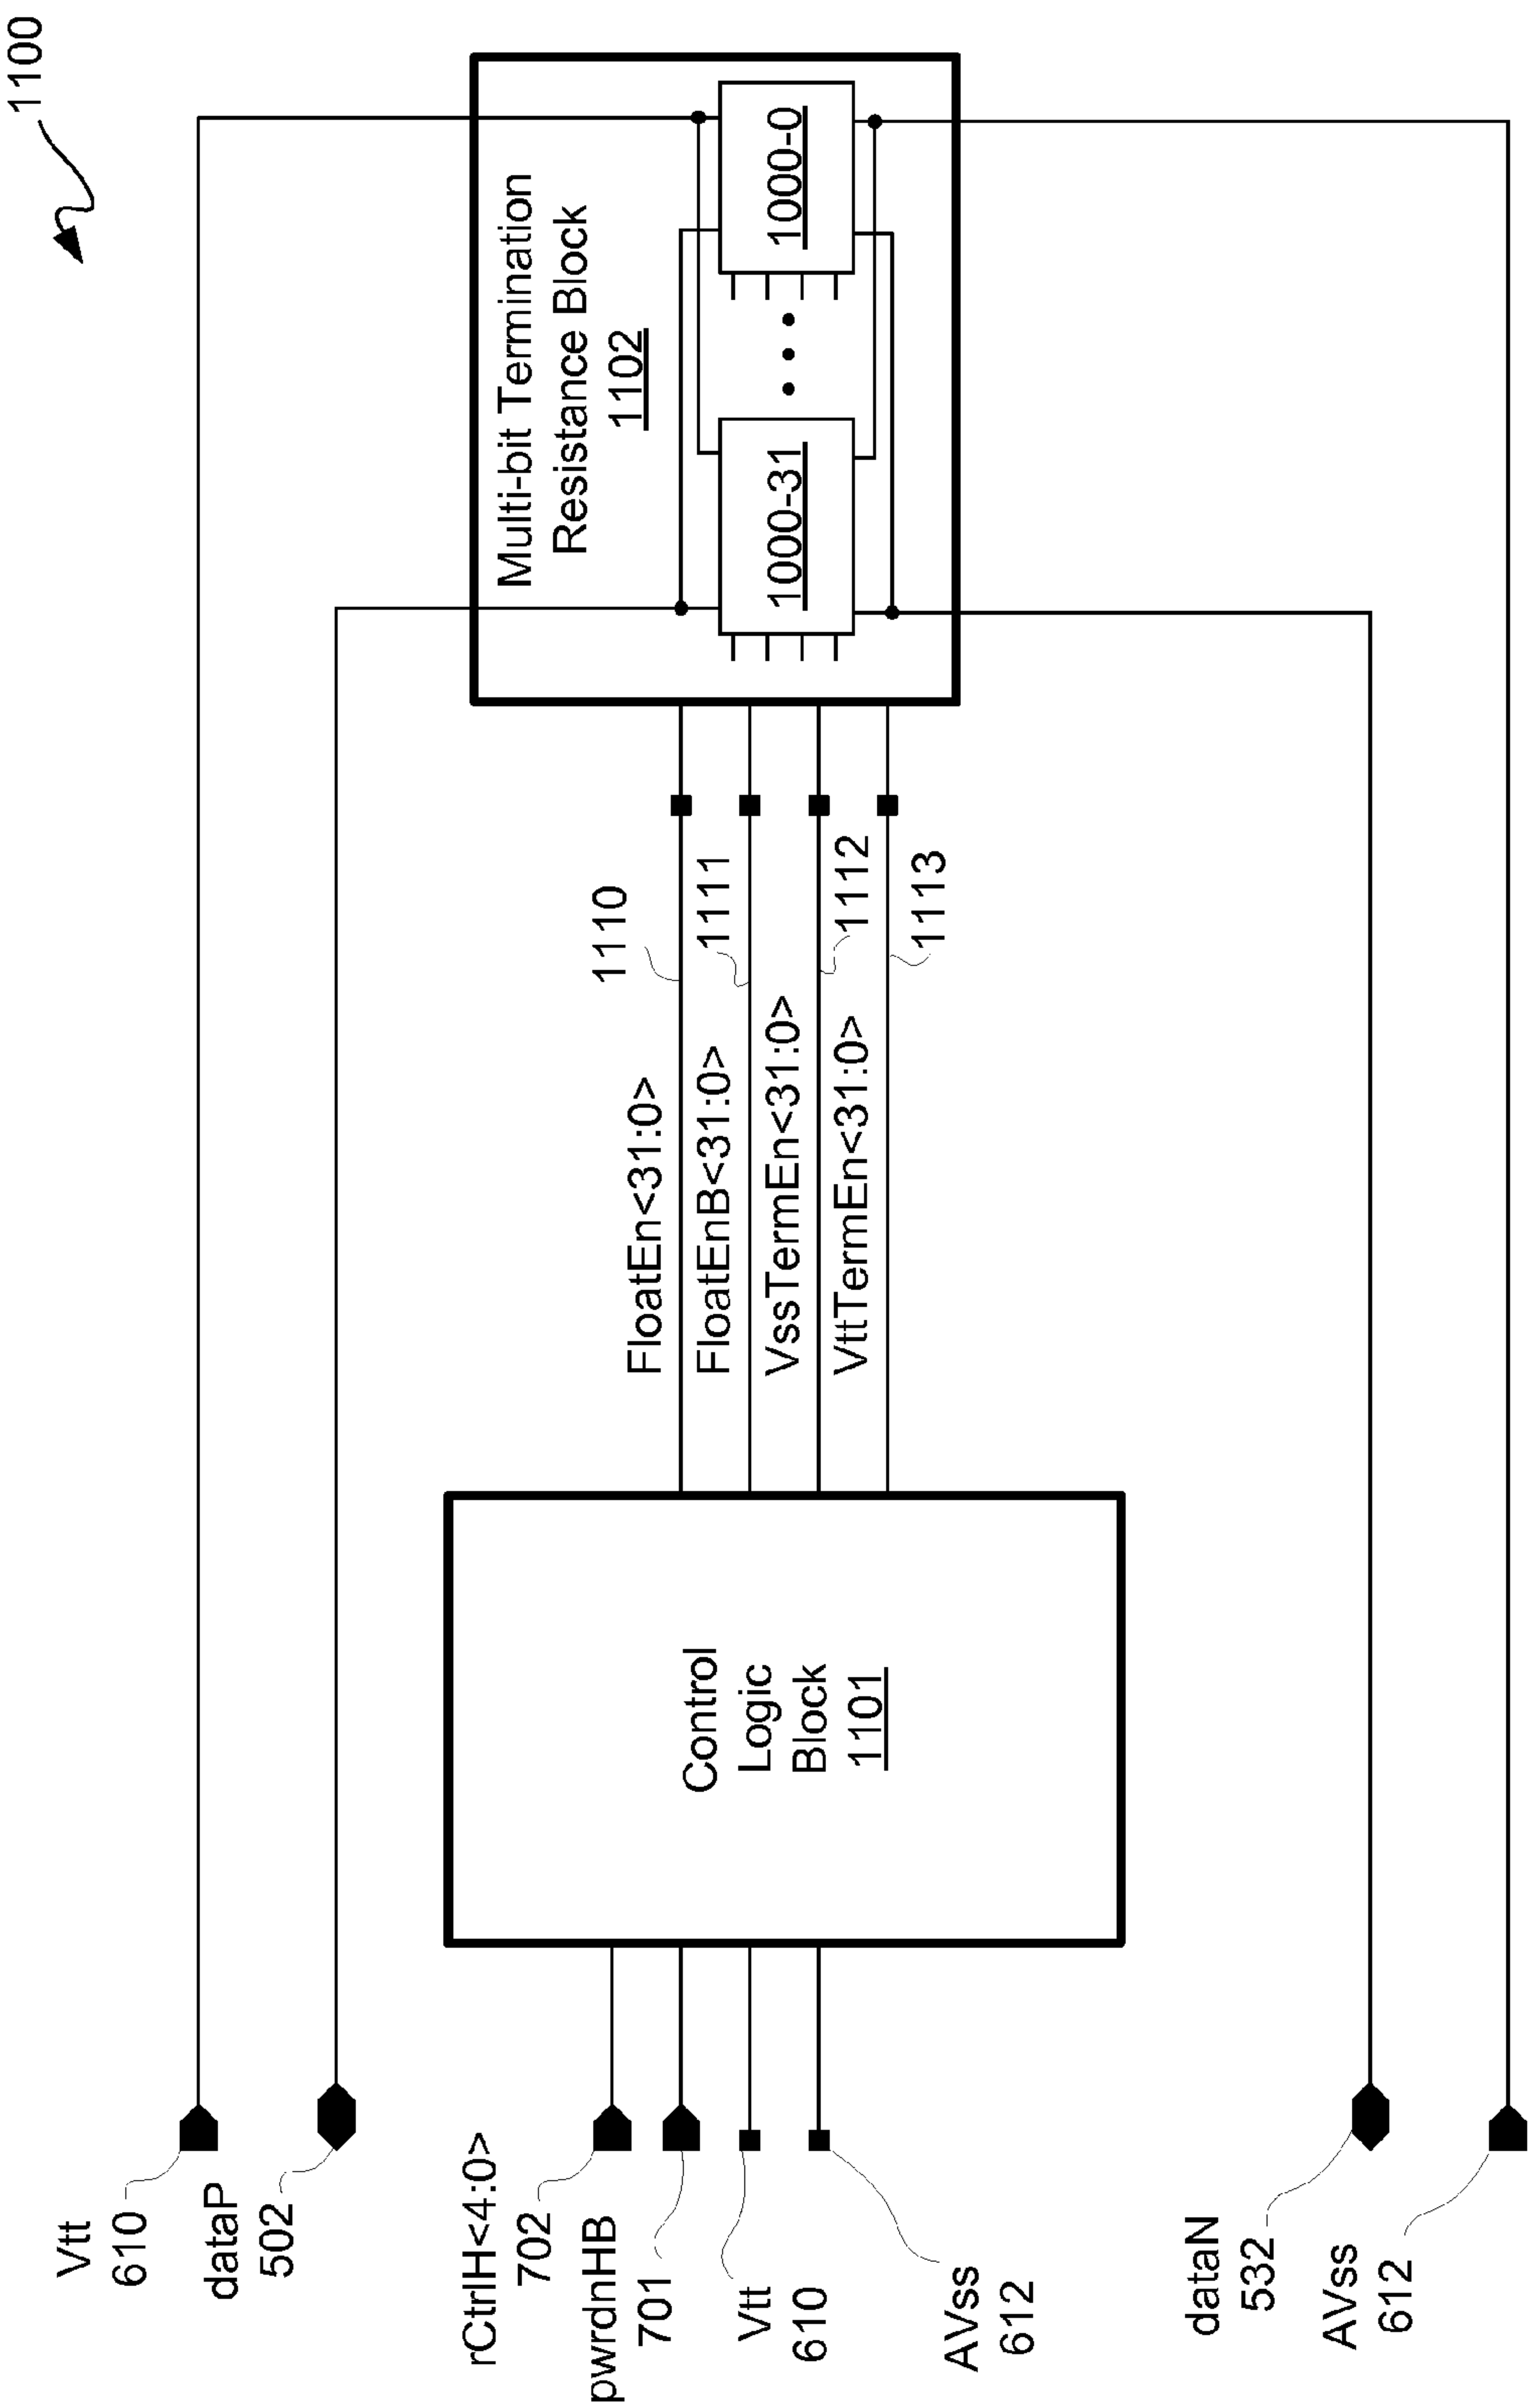 1100
Vtt
610
dataP
502
rCtrlH<4:0>
702
pwrdnHB
701
Vtt
610
AVss
612
dataN
532
AVss
612
Control
Logic
Block
1101
FloatEn<31:0>
1110
FloatEnB<31:0>
1111
VssTermEn<31:0>
1112
VttTermEn<31:0>
1113
Multi-bit Termination
Resistance Block
1102
1000-31
1000-0